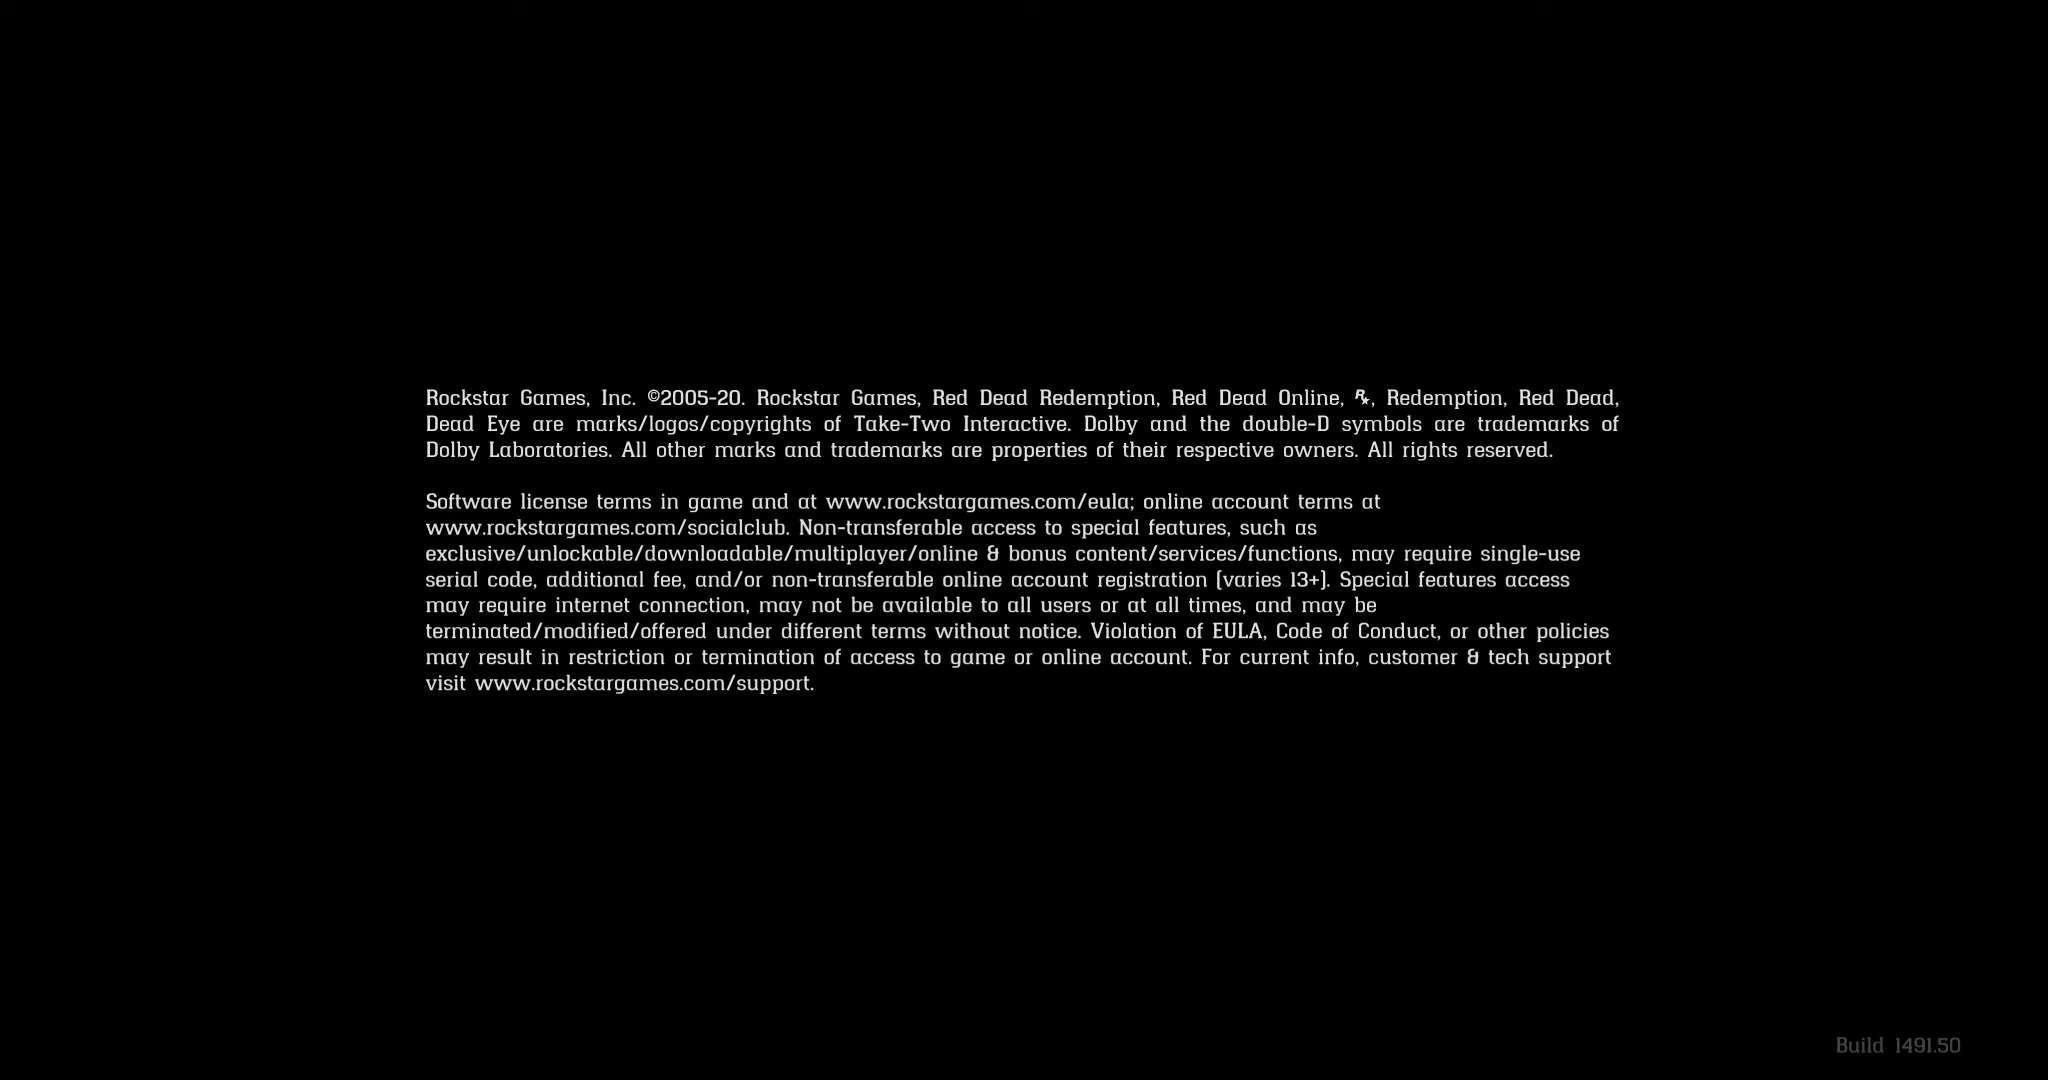 Rockstar Games, Inc. ©2005-20. Rockstar Games, Red Dead Redemption, Red Dead Online, R★, Redemption, Red Dead,
Dead Eye are marks/logos/copyrights of Take-Two Interactive. Dolby and the double-D symbols are trademarks of
Dolby Laboratories. All other marks and trademarks are properties of their respective owners. All rights reserved.
Software license terms in game and at www.rockstargames.com/eula; online account terms at
www.rockstargames.com/socialclub. Non-transferable access to special features, such as
exclusive/unlockable/downloadable/multiplayer/online & bonus content/services/functions, may require single-use
serial code, additional fee, and/or non-transferable online account registration (varies 13+). Special features access
may require internet connection, may not be available to all users or at all times, and may be
terminated/modified/offered under different terms without notice. Violation of EULA, Code of Conduct, or other policies
may result in restriction or termination of access to game or online account. For current info, customer & tech support
visit www.rockstargames.com/support.
Build 1491.50